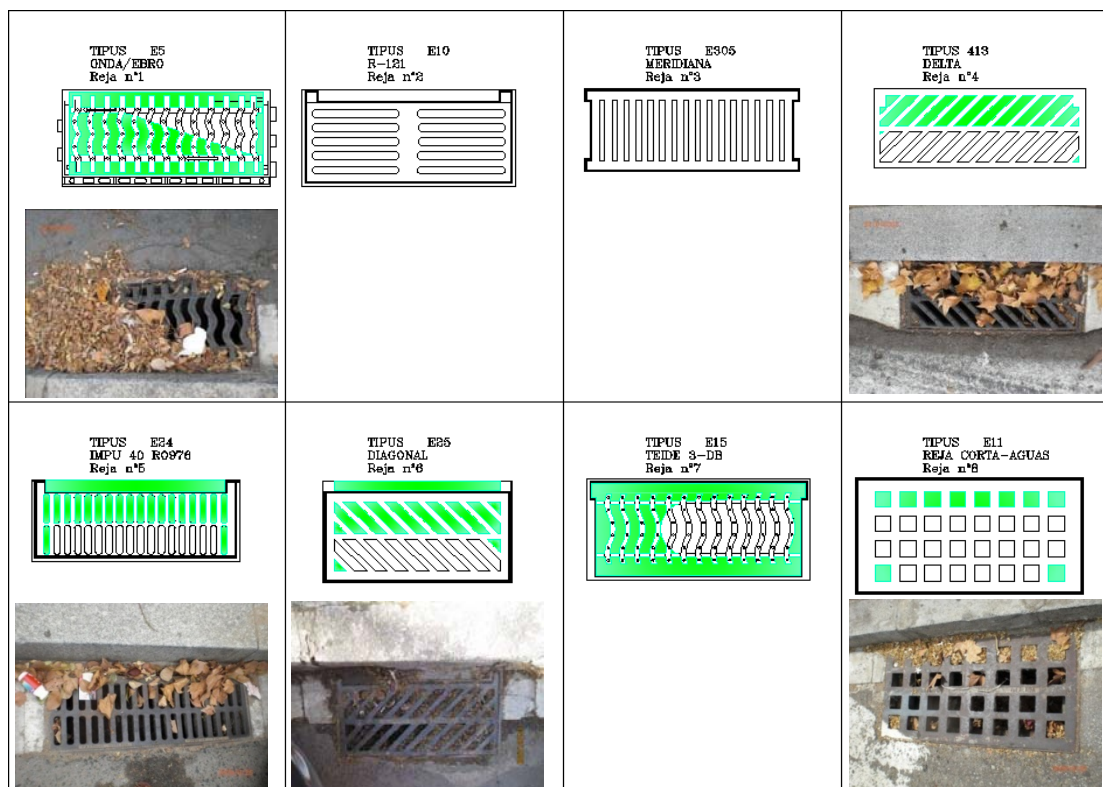 TIPUS E5
ONDA/EBRO
Reja nº1
TIPUS E10
R-121
Reja nº2
TIPUS E305
MERIDIANA
Reja nº3
TIPUS 413
DELTA
Reja nº4
TIPUS E24
IMPU 40 R0976
Reja nº5
TIPUS E25
DIAGONAL
Reja nº6
TIPUS E15
TEIDE 3-DB
Reja nº7
TIPUS E11
REJA CORTA-AGUAS
Reja nº8